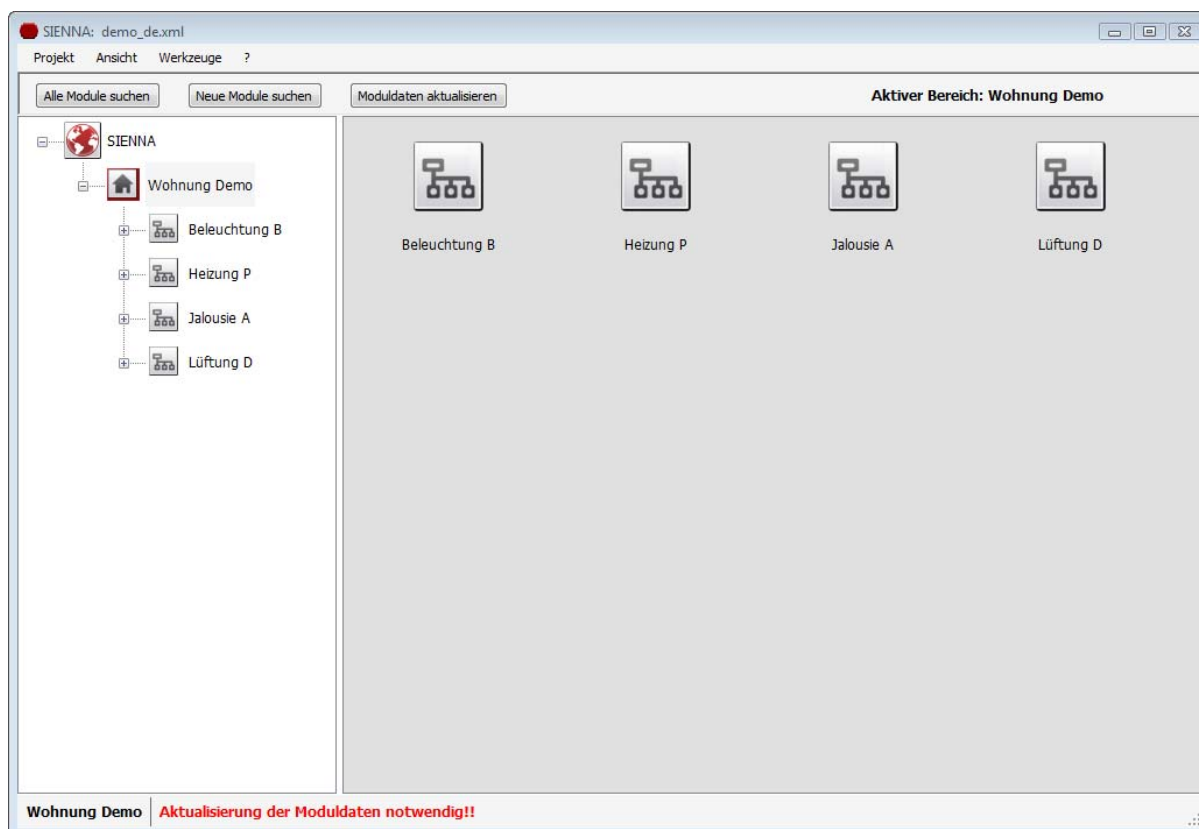 SIENNA: demo_de.xml
Projekt Ansicht Werkzeuge ?
Alle Module suchen Neue Module suchen Moduldaten aktualisieren Aktiver Bereich: Wohnung Demo
SIENNA
Wohnung Demo
Beleuchtung B
Heizung P
Jalousie A
Lüftung D
Beleuchtung B Heizung P Jalousie A Lüftung D
Wohnung Demo Aktualisierung der Moduldaten notwendig!!